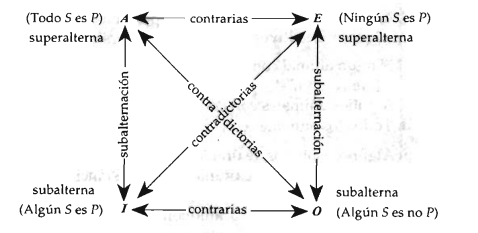 (Todo S es P) A contrarias E (Ningún S es P)
superalterna superalterna
subalternación
contradictorias
contradictorias
subalternación
subalterna subalterna
(Algún S es P) I contrarias O (Algún S es no P)